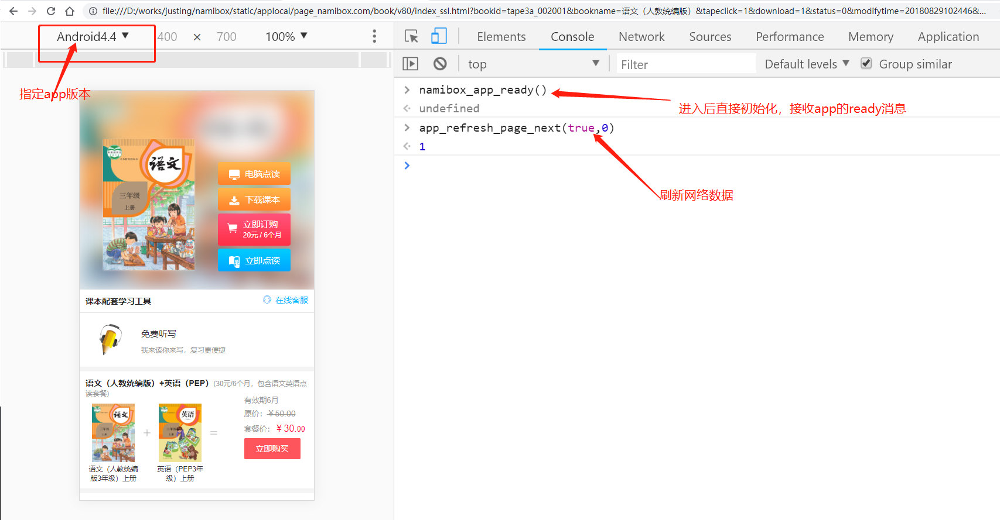 file:///D:/works/justing/namibox/static/applocal/page_namibox.com/book/v80/index_ssl.html?bookid=tape3a_002001&bookname=语文（人教统编版）&tapeclick=1&download=1&status=0&modifytime=20180829102446&...
Android4.4 ▼ 400 × 700 100% ▼
Elements Console Network Sources Performance Memory Application
top ▼ Filter Default levels ▼ Group similar
指定app版本
namibox_app_ready()
undefined
进入后直接初始化，接收app的ready消息
app_refresh_page_next(true,0)
1
刷新网络数据
语文
三年级
上册
电脑点读
下载课本
立即订购
20元 / 6个月
立即点读
课本配套学习工具
在线客服
免费听写
我来读你来写，复习更便捷
语文（人教统编版）+英语（PEP）(30元/6个月，包含语文英语点
读套餐)
有效期6月
原价：￥50.00
套餐价：￥30.00
立即购买
语文
三年级
上册
+
英语
三年级
上册
=
语文（人教统编
版3年级）上册
英语（PEP3年
级）上册